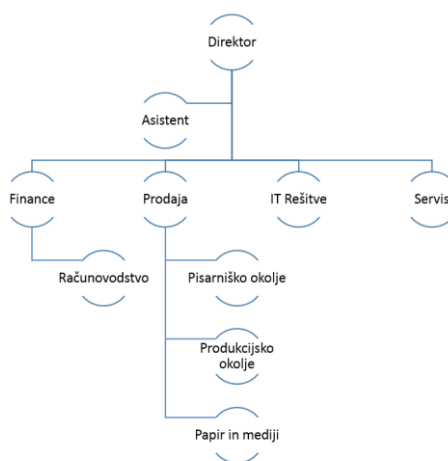 Direktor
Asistent
Finance
Prodaja
IT Rešitve
Servis
Računovodstvo
Pisarniško okolje
Produkcijsko
okolje
Papir in mediji